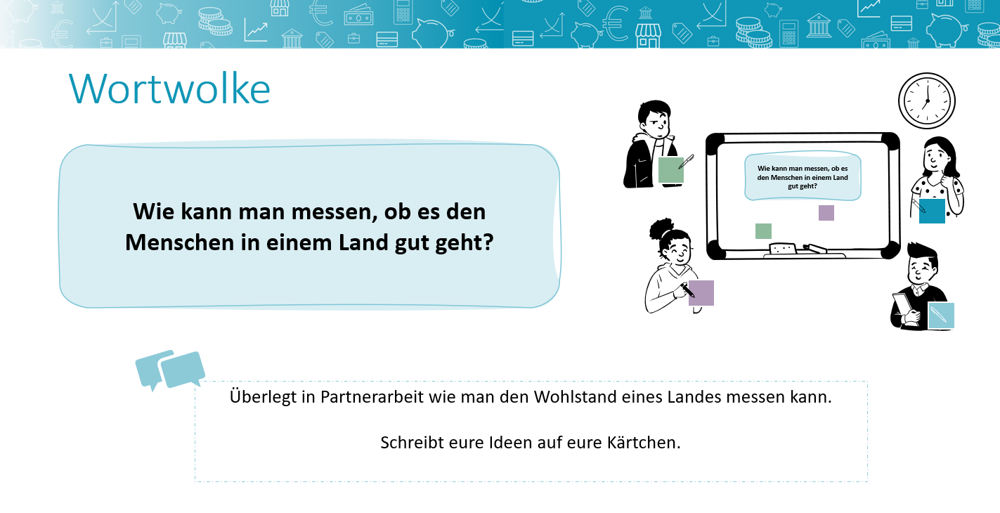 Wortwolke
Wie kann man messen, ob es den
Menschen in einem Land gut geht?
Wie kann man messen, ob es
den Menschen in einem Land
gut geht?
Überlegt in Partnerarbeit wie man den Wohlstand eines Landes messen kann.
Schreibt eure Ideen auf eure Kärtchen.